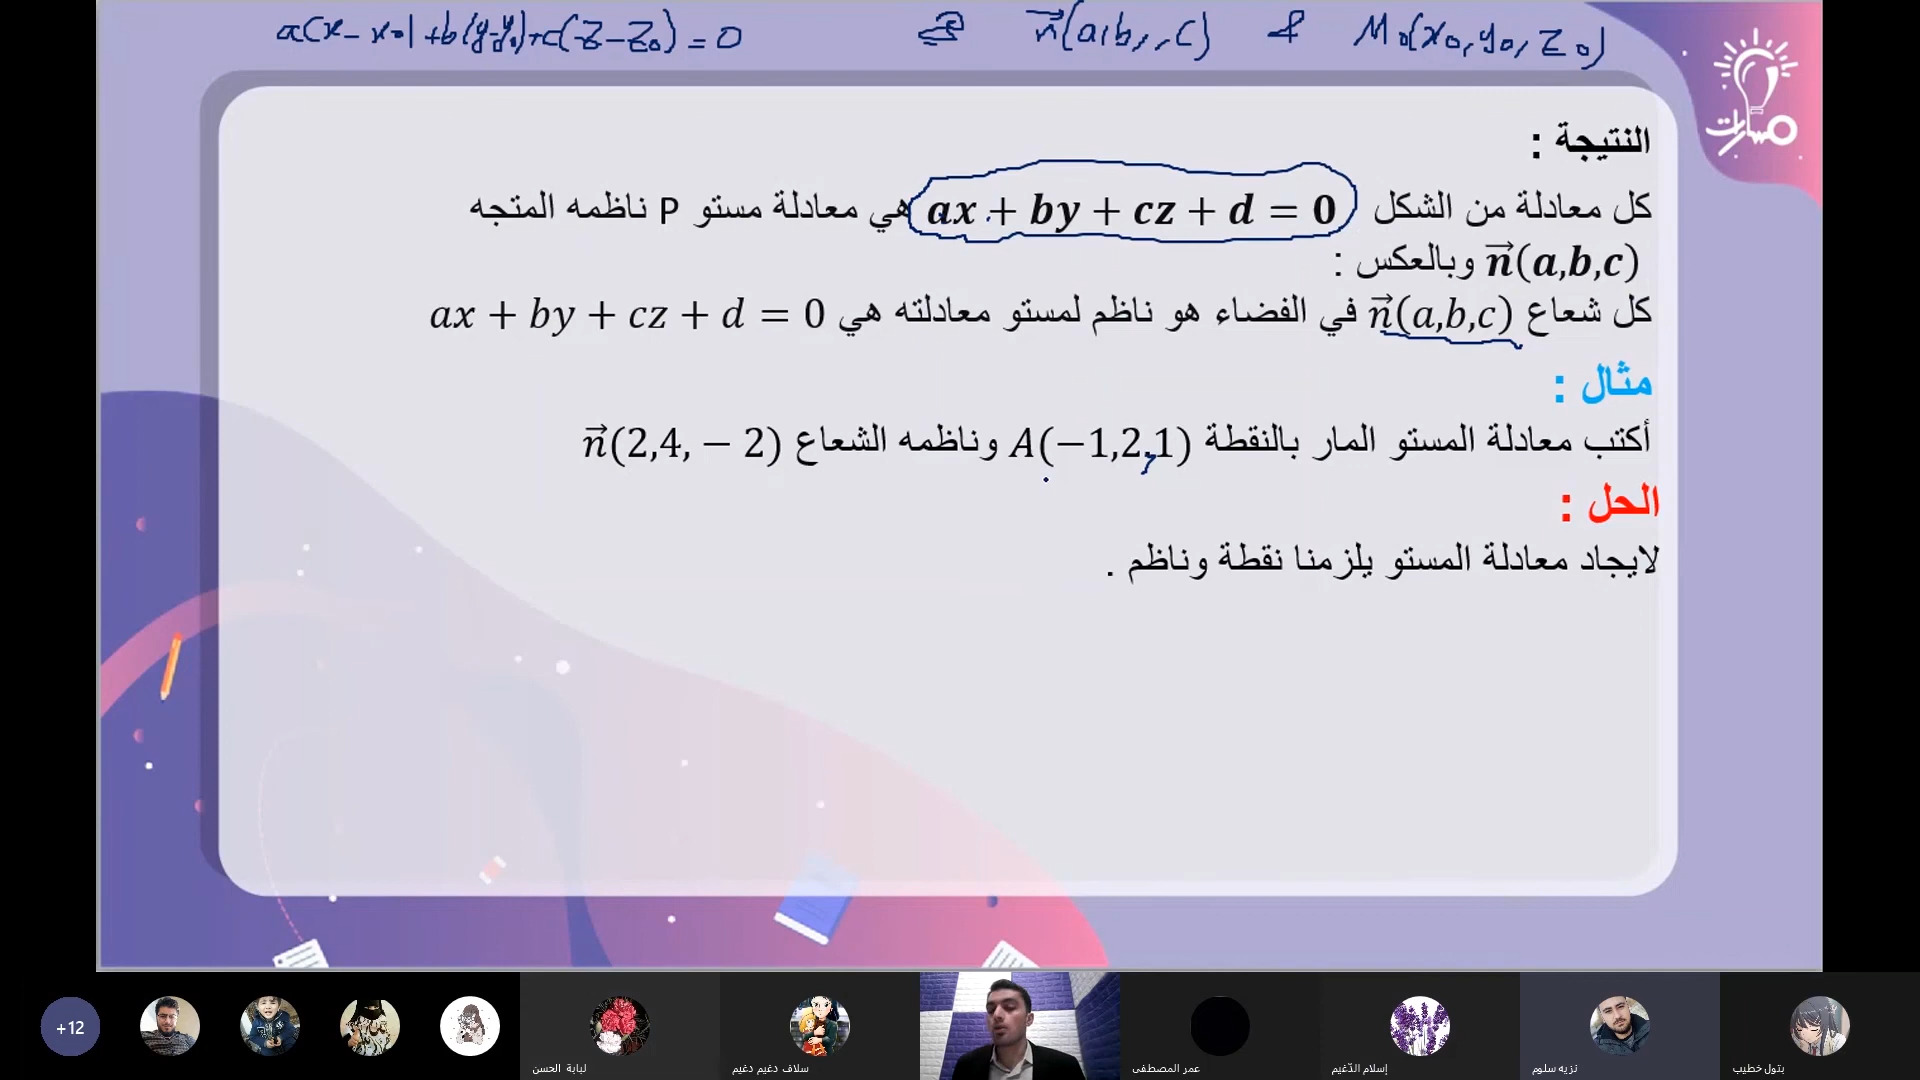 a(x-x₀)+b(y-y₀)+c(z-z₀)=0 ⇐ n⃗(a,b,,c) & M₀(x₀,y₀,z₀)
مسارات
النتيجة :
كل معادلة من الشكل ax + by + cz + d = 0 هي معادلة مستو P ناظمه المتجه
n⃗(a,b,c) وبالعكس :
كل شعاع n⃗(a,b,c) في الفضاء هو ناظم لمستو معادلته هي ax + by + cz + d = 0
مثال :
أكتب معادلة المستو المار بالنقطة A(−1,2,1) وناظمه الشعاع n⃗(2,4, − 2)
الحل :
لايجاد معادلة المستو يلزمنا نقطة وناظم .
+12
لبابة الحسن
سلاف دغيم دغيم
عمر المصطفى
إسلام الدّغيم
نزيه سلوم
بتول خطيب